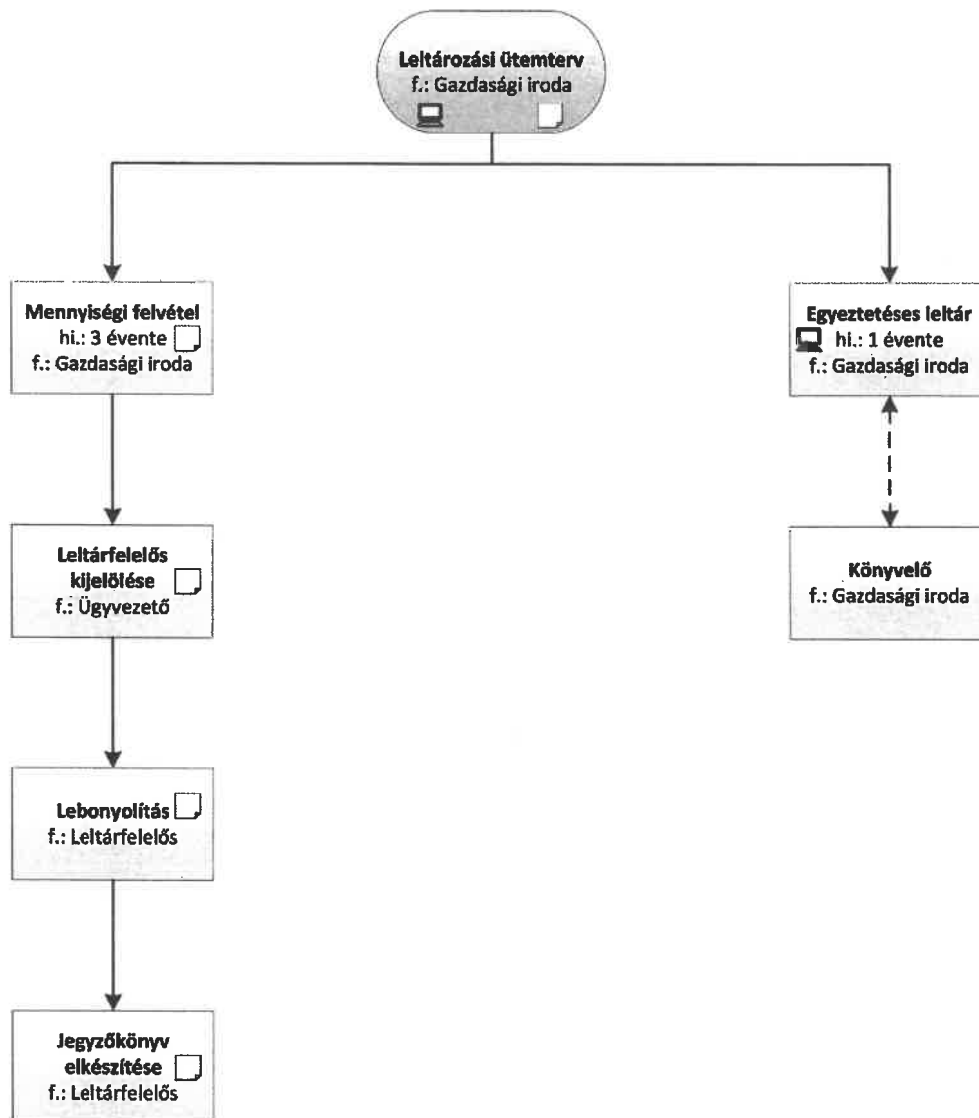 Leltározási ütemterv
f.: Gazdasági iroda
Mennyiségi felvétel
hi.: 3 évente
f.: Gazdasági iroda
Egyeztetéses leltár
hi.: 1 évente
f.: Gazdasági iroda
Leltárfelelős
kijelölése
f.: Ügyvezető
Könyvelő
f.: Gazdasági iroda
Lebonyolítás
f.: Leltárfelelős
Jegyzőkönyv
elkészítése
f.: Leltárfelelős